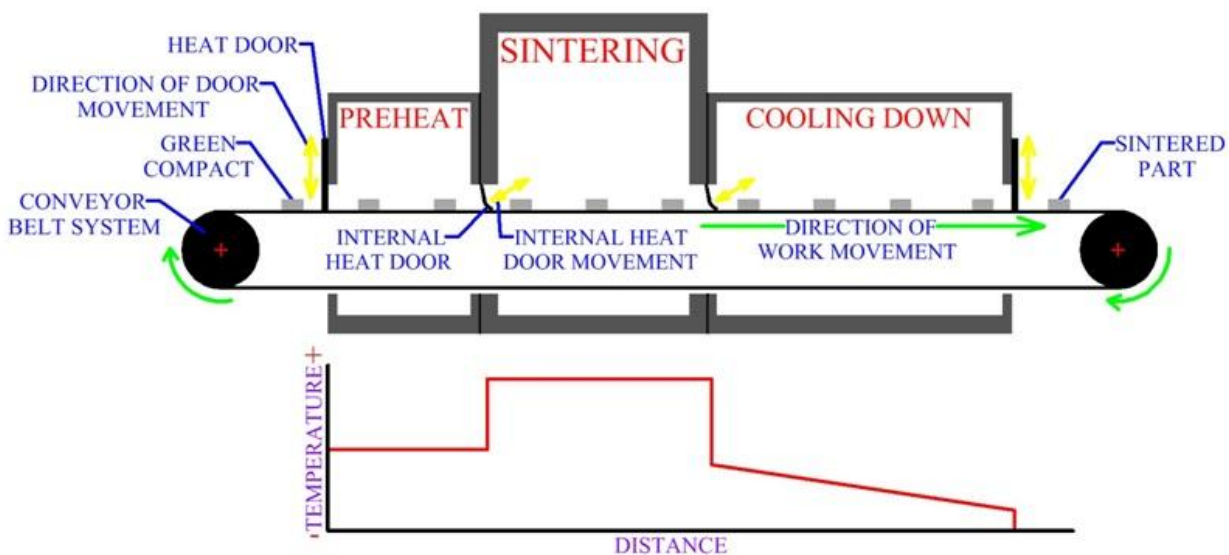 HEAT DOOR
DIRECTION OF DOOR
MOVEMENT
GREEN
COMPACT
CONVEYOR
BELT SYSTEM
PREHEAT
SINTERING
COOLING DOWN
SINTERED
PART
INTERNAL
HEAT DOOR
INTERNAL HEAT
DOOR MOVEMENT
DIRECTION OF
WORK MOVEMENT
-TEMPERATURE+
DISTANCE